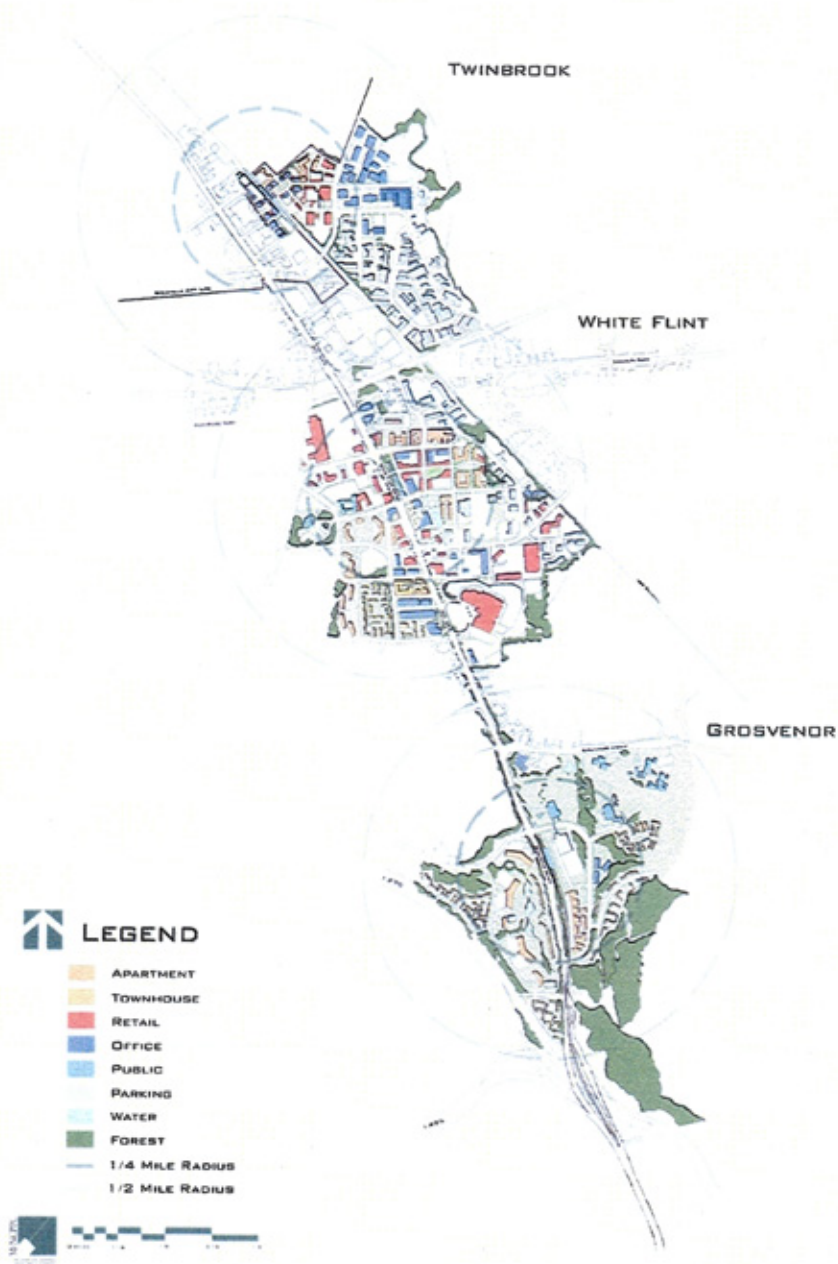 TWINBROOK
WHITE FLINT
GROSVENOR
LEGEND
APARTMENT
TOWNHOUSE
RETAIL
OFFICE
PUBLIC
PARKING
WATER
FOREST
1/4 MILE RADIUS
1/2 MILE RADIUS